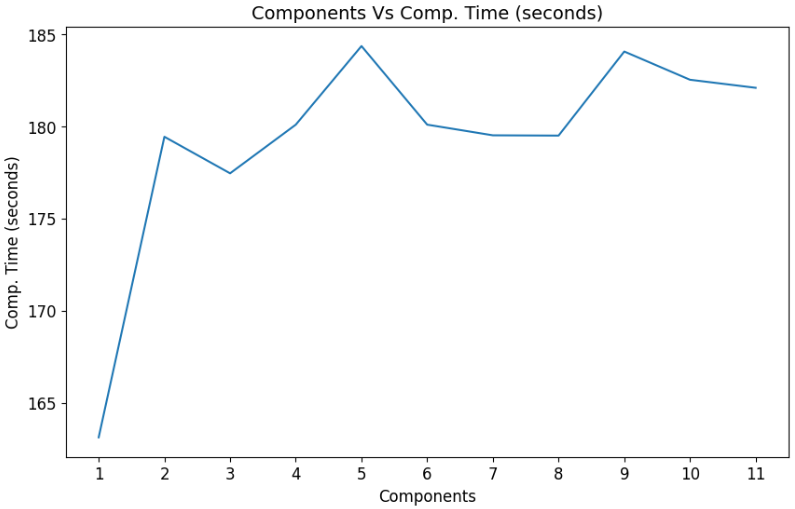 Components Vs Comp. Time (seconds)
185
180
175
170
165
Comp. Time (seconds)
1 2 3 4 5 6 7 8 9 10 11
Components